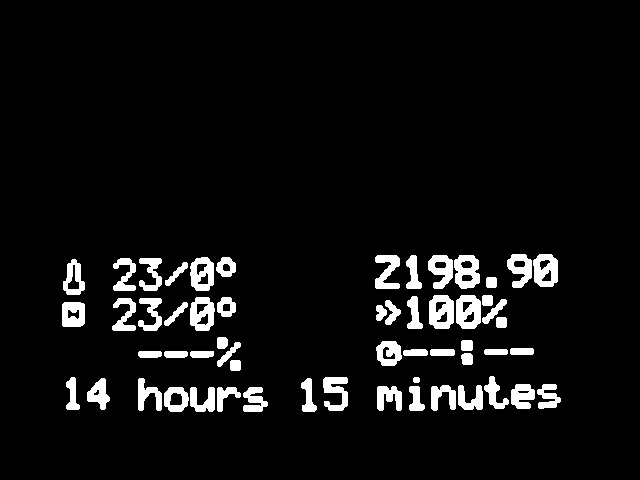 23/0° Z198.90
23/0° »100%
---% --:--
14 hours 15 minutes